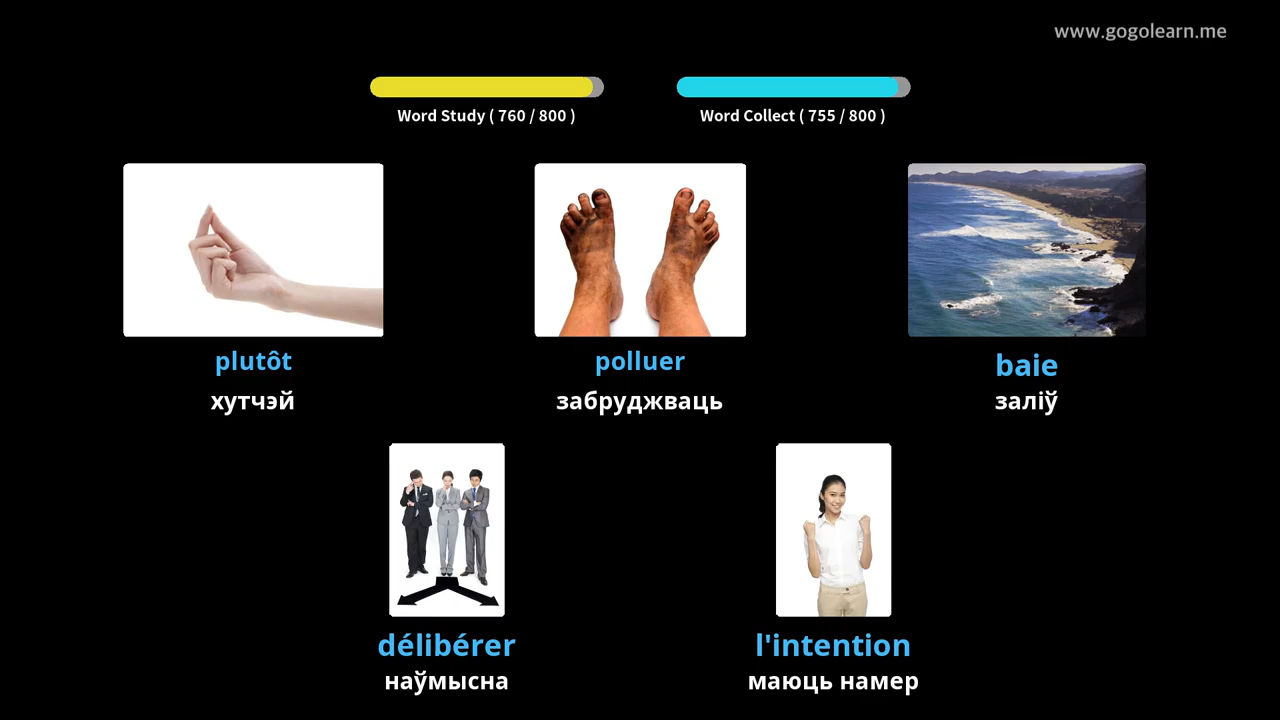 www.gogolearn.me
Word Study ( 760 / 800 )
Word Collect ( 755 / 800 )
plutôt
polluer
baie
хутчэй
забруджваць
заліў
délibérer
l'intention
наўмысна
маюць намер